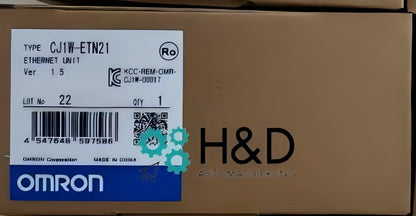 TYPE CJ1W-ETN21
ETHERNET UNIT
Ver. 1.5
Ro
KCC-REM-OMR-
CJ1W-00017
LOT No 22 QTY 1
4 547648 597586
OMRON Corporation MADE IN CHINA
OMRON
H&D